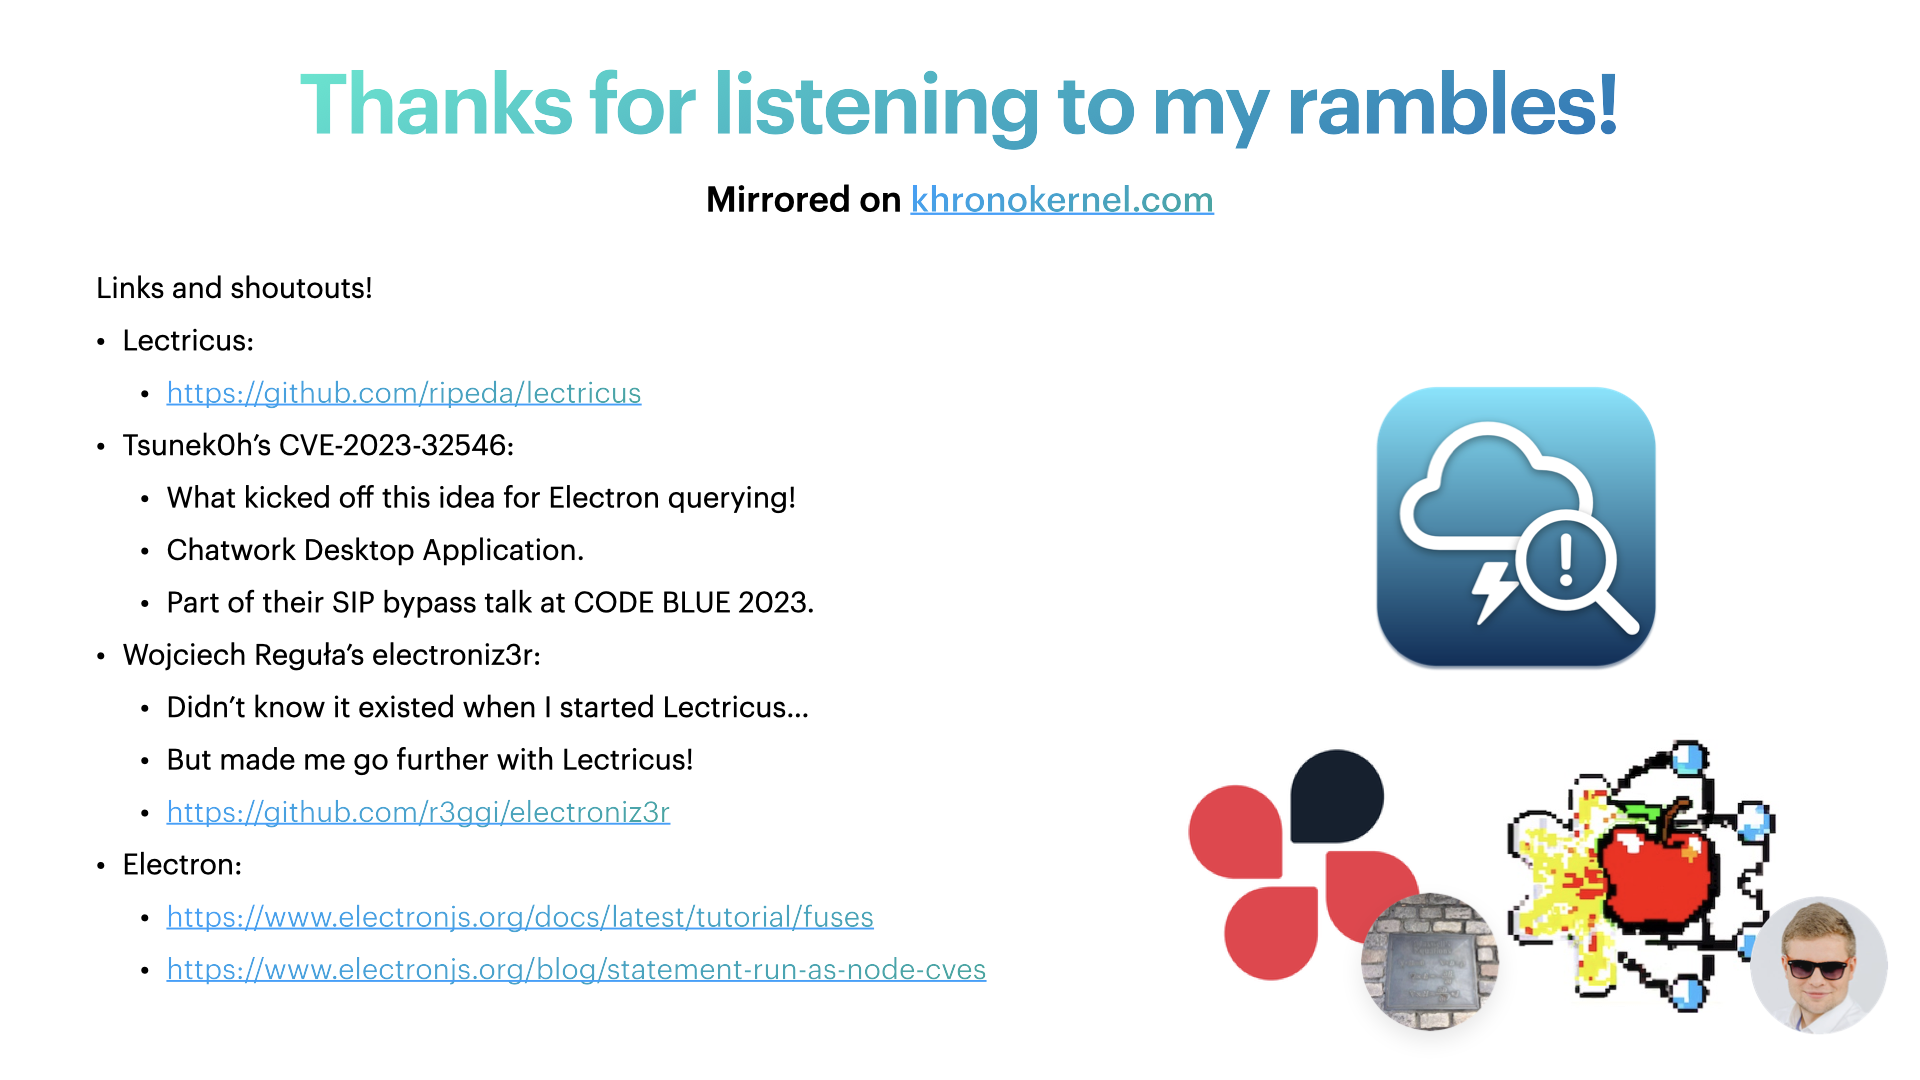 Thanks for listening to my rambles!
Mirrored on khronokernel.com
Links and shoutouts!
• Lectricus:
• https://github.com/ripeda/lectricus
• Tsunek0h’s CVE-2023-32546:
• What kicked off this idea for Electron querying!
• Chatwork Desktop Application.
• Part of their SIP bypass talk at CODE BLUE 2023.
• Wojciech Reguła’s electroniz3r:
• Didn’t know it existed when I started Lectricus...
• But made me go further with Lectricus!
• https://github.com/r3ggi/electroniz3r
• Electron:
• https://www.electronjs.org/docs/latest/tutorial/fuses
• https://www.electronjs.org/blog/statement-run-as-node-cves